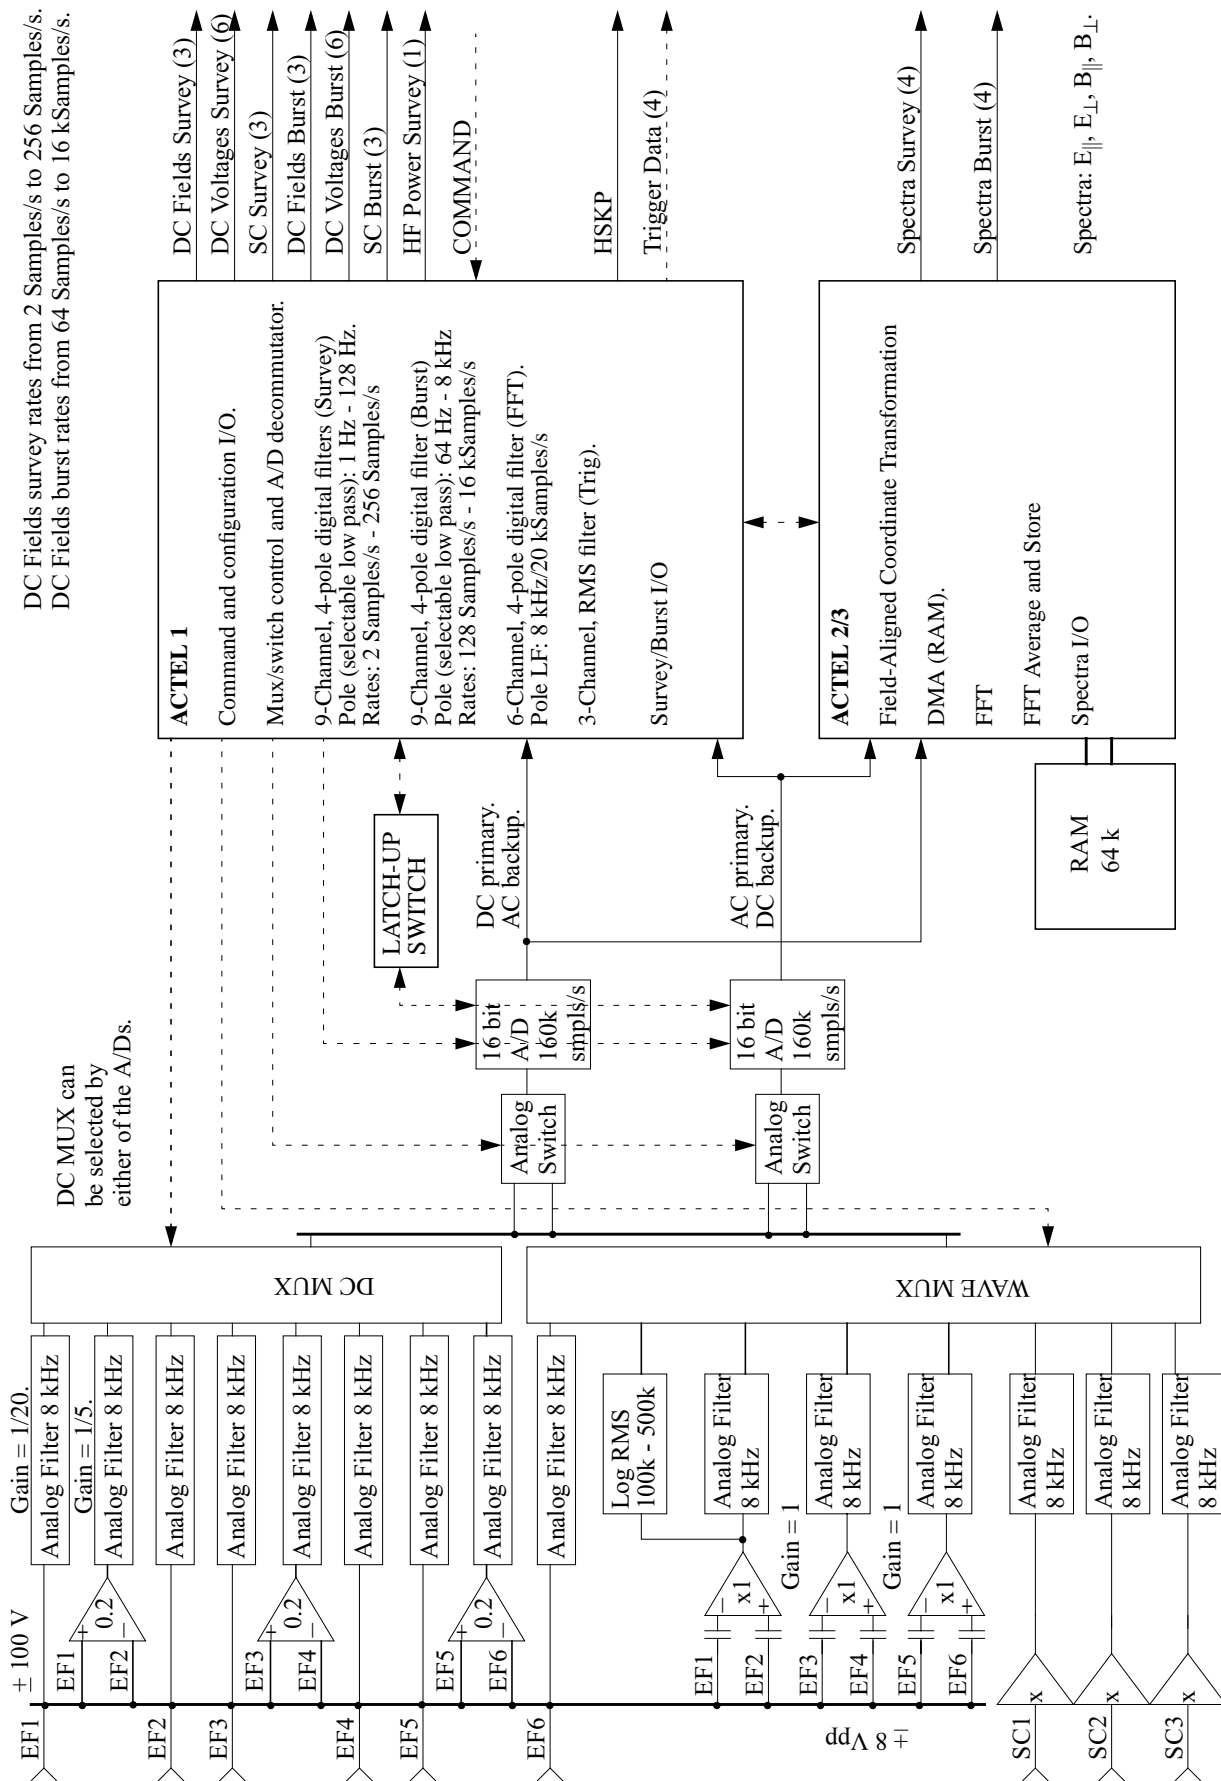 DC Fields survey rates from 2 Samples/s to 256 Samples/s.
DC Fields burst rates from 64 Samples/s to 16 kSamples/s.
DC Fields Survey (3)
DC Voltages Survey (6)
SC Survey (3)
DC Fields Burst (3)
DC Voltages Burst (6)
SC Burst (3)
HF Power Survey (1)
COMMAND
HSKP
Trigger Data (4)
Spectra Survey (4)
Spectra Burst (4)
Spectra: E||, E⊥, B||, B⊥.
ACTEL 1
Command and configuration I/O.
Mux/switch control and A/D decommutator.
9-Channel, 4-pole digital filters (Survey)
Pole (selectable low pass): 1 Hz - 128 Hz.
Rates: 2 Samples/s - 256 Samples/s
9-Channel, 4-pole digital filter (Burst)
Pole (selectable low pass): 64 Hz - 8 kHz
Rates: 128 Samples/s - 16 kSamples/s
6-Channel, 4-pole digital filter (FFT).
Pole LF: 8 kHz/20 kSamples/s
3-Channel, RMS filter (Trig).
Survey/Burst I/O
ACTEL 2/3
Field-Aligned Coordinate Transformation
DMA (RAM).
FFT
FFT Average and Store
Spectra I/O
RAM
64 k
LATCH-UP
SWITCH
DC primary.
AC backup.
AC primary.
DC backup.
16 bit
A/D
160k
smpls/s
16 bit
A/D
160k
smpls/s
Analog
Switch
Analog
Switch
DC MUX can
be selected by
either of the A/Ds.
DC MUX
WAVE MUX
Gain = 1/20.
Analog Filter 8 kHz
Gain = 1/5.
Analog Filter 8 kHz
Analog Filter 8 kHz
Analog Filter 8 kHz
Analog Filter 8 kHz
Analog Filter 8 kHz
Analog Filter 8 kHz
Analog Filter 8 kHz
Analog Filter 8 kHz
Log RMS
100k - 500k
Analog Filter
8 kHz
Gain = 1
Analog Filter
8 kHz
Gain = 1
Analog Filter
8 kHz
Analog Filter
8 kHz
Analog Filter
8 kHz
Analog Filter
8 kHz
± 100 V
EF1
+
EF2
−
0.2
EF3
+
EF4
−
0.2
EF5
+
EF6
−
0.2
EF1
−
EF2
+
x1
EF3
−
EF4
+
x1
EF5
−
EF6
+
x1
± 8 Vpp
EF1
EF2
EF3
EF4
EF5
EF6
SC1
x
SC2
x
SC3
x